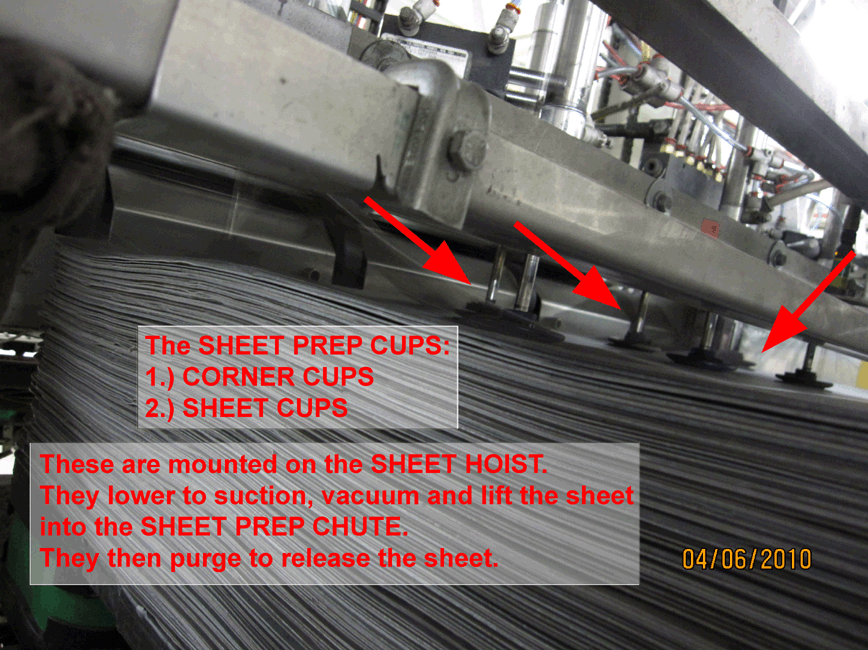 The SHEET PREP CUPS:
1.) CORNER CUPS
2.) SHEET CUPS
These are mounted on the SHEET HOIST.
They lower to suction, vacuum and lift the sheet
into the SHEET PREP CHUTE.
They then purge to release the sheet.
04/06/2010